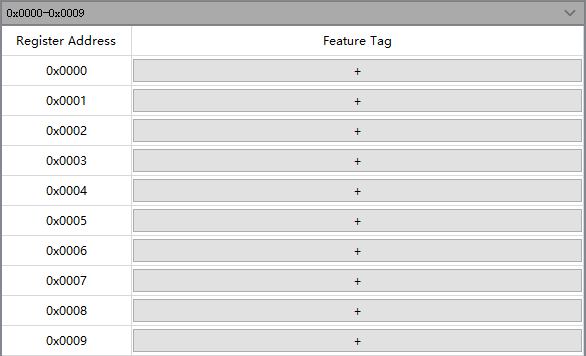 0x0000-0x0009
Register Address Feature Tag
0x0000 +
0x0001 +
0x0002 +
0x0003 +
0x0004 +
0x0005 +
0x0006 +
0x0007 +
0x0008 +
0x0009 +